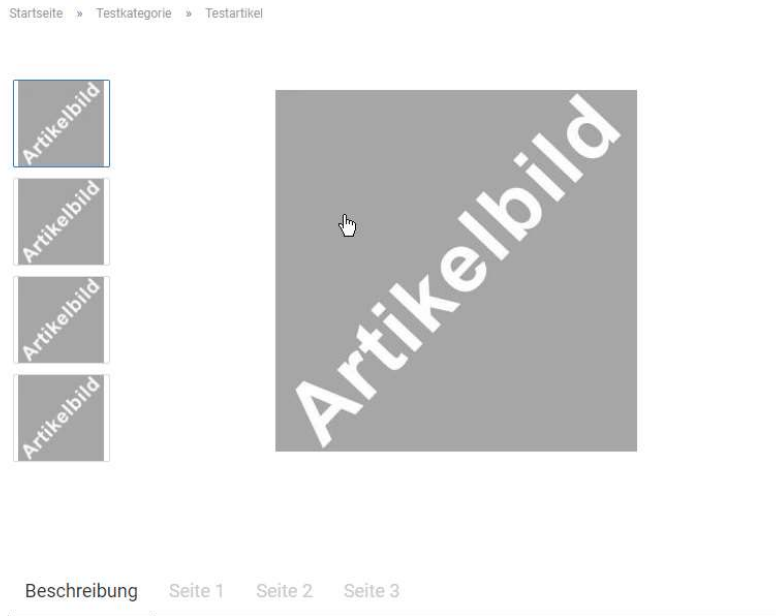 Startseite » Testkategorie » Testartikel
Artikelbild
Artikelbild
Artikelbild
Artikelbild
Artikelbild
Beschreibung Seite 1 Seite 2 Seite 3